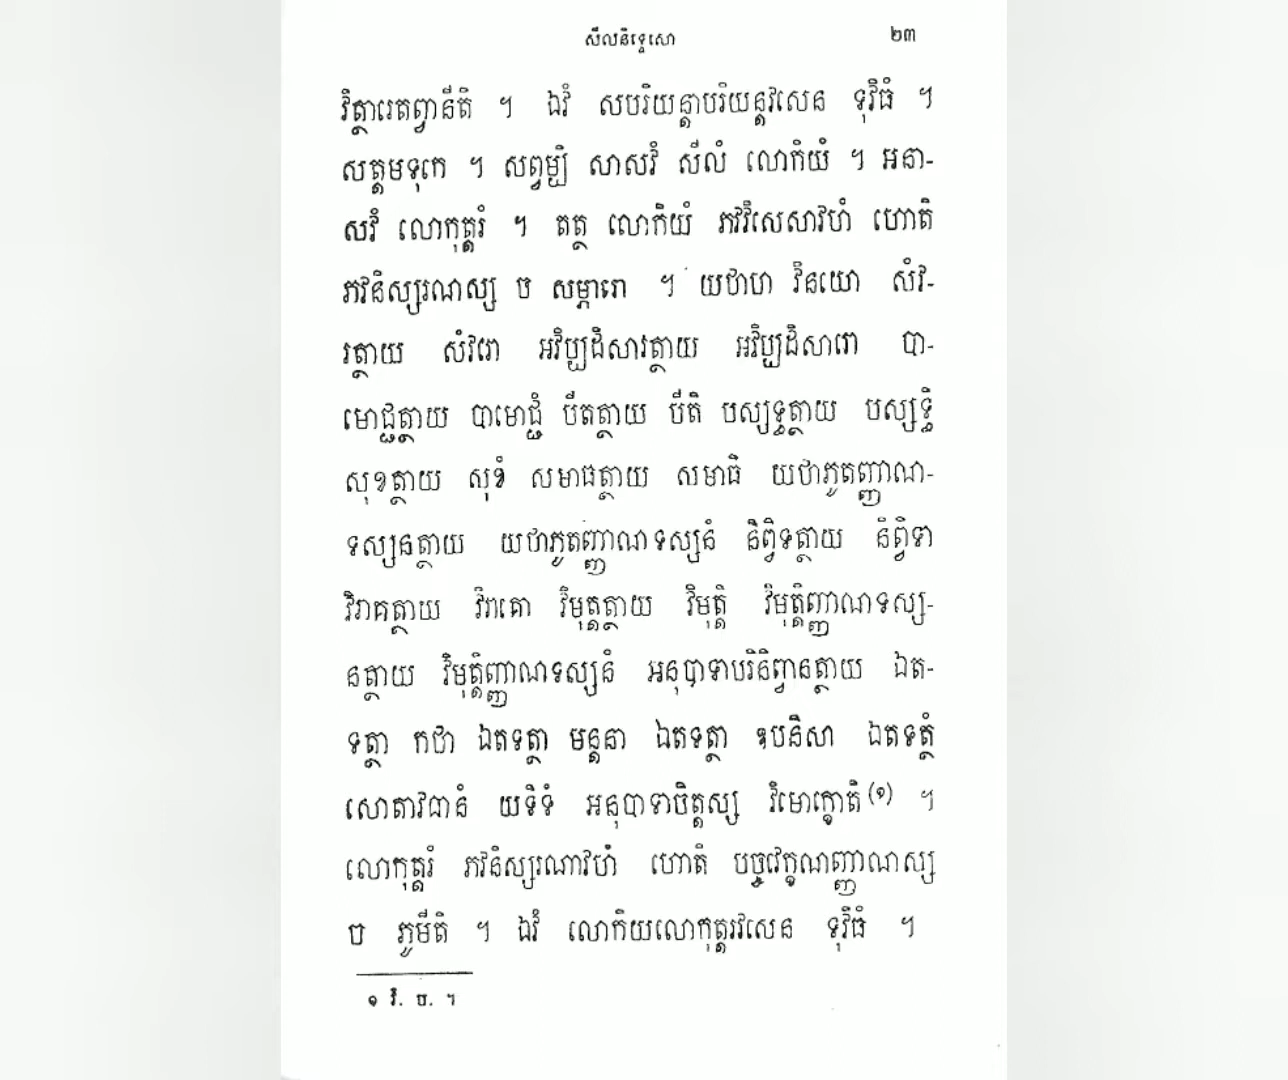 សីលនិទ្ទេសោ ២៣
វិត្ថារេតព្វានីតិ ។ ឯវំ សបរិយន្តាបរិយន្តវសេន ទុវិធំ ។
សត្តមទុកេ ។ សព្វម្បិ សាសវំ សីលំ លោកិយំ ។ អនា-
សវំ លោកុត្តរំ ។ តត្ថ លោកិយំ ភវវិសេសាវហំ ហោតិ
ភវនិស្សរណស្ស ច សម្ភារោ ។ យថាហ វិនយោ សំវ-
រត្ថាយ សំវរោ អវិប្បដិសារត្ថាយ អវិប្បដិសារោ បា-
មោជ្ជត្ថាយ បាមោជ្ជំ បីតត្ថាយ បីតិ បស្សទ្ធត្ថាយ បស្សទ្ធិ
សុខត្ថាយ សុខំ សមាធត្ថាយ សមាធិ យថាភូតញ្ញាណ-
ទស្សនត្ថាយ យថាភូតញ្ញាណទស្សនំ និព្វិទត្ថាយ និព្វិទា
វិរាគត្ថាយ វិរាគោ វិមុត្តត្ថាយ វិមុត្តិ វិមុត្តិញ្ញាណទស្ស-
នត្ថាយ វិមុត្តិញ្ញាណទស្សនំ អនុបាទាបរិនិព្វានត្ថាយ ឯត-
ទត្ថា កថា ឯតទត្ថា មន្តនា ឯតទត្ថា ឧបនិសា ឯតទត្ថំ
សោតាវធានំ យទិទំ អនុបាទាចិត្តស្ស វិមោក្ខោតិ(១) ។
លោកុត្តរំ ភវនិស្សរណាវហំ ហោតិ បច្ចវេក្ខណញ្ញាណស្ស
ច ភូមីតិ ។ ឯវំ លោកិយលោកុត្តរវសេន ទុវិធំ ។
១ វិ. ប. ។